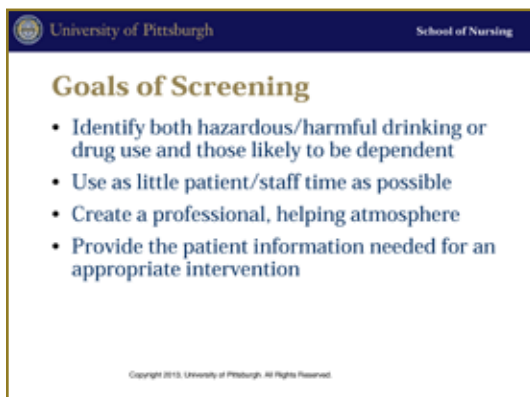 University of Pittsburgh
School of Nursing
Goals of Screening
• Identify both hazardous/harmful drinking or
drug use and those likely to be dependent
• Use as little patient/staff time as possible
• Create a professional, helping atmosphere
• Provide the patient information needed for an
appropriate intervention
Copyright 2013, University of Pittsburgh. All Rights Reserved.